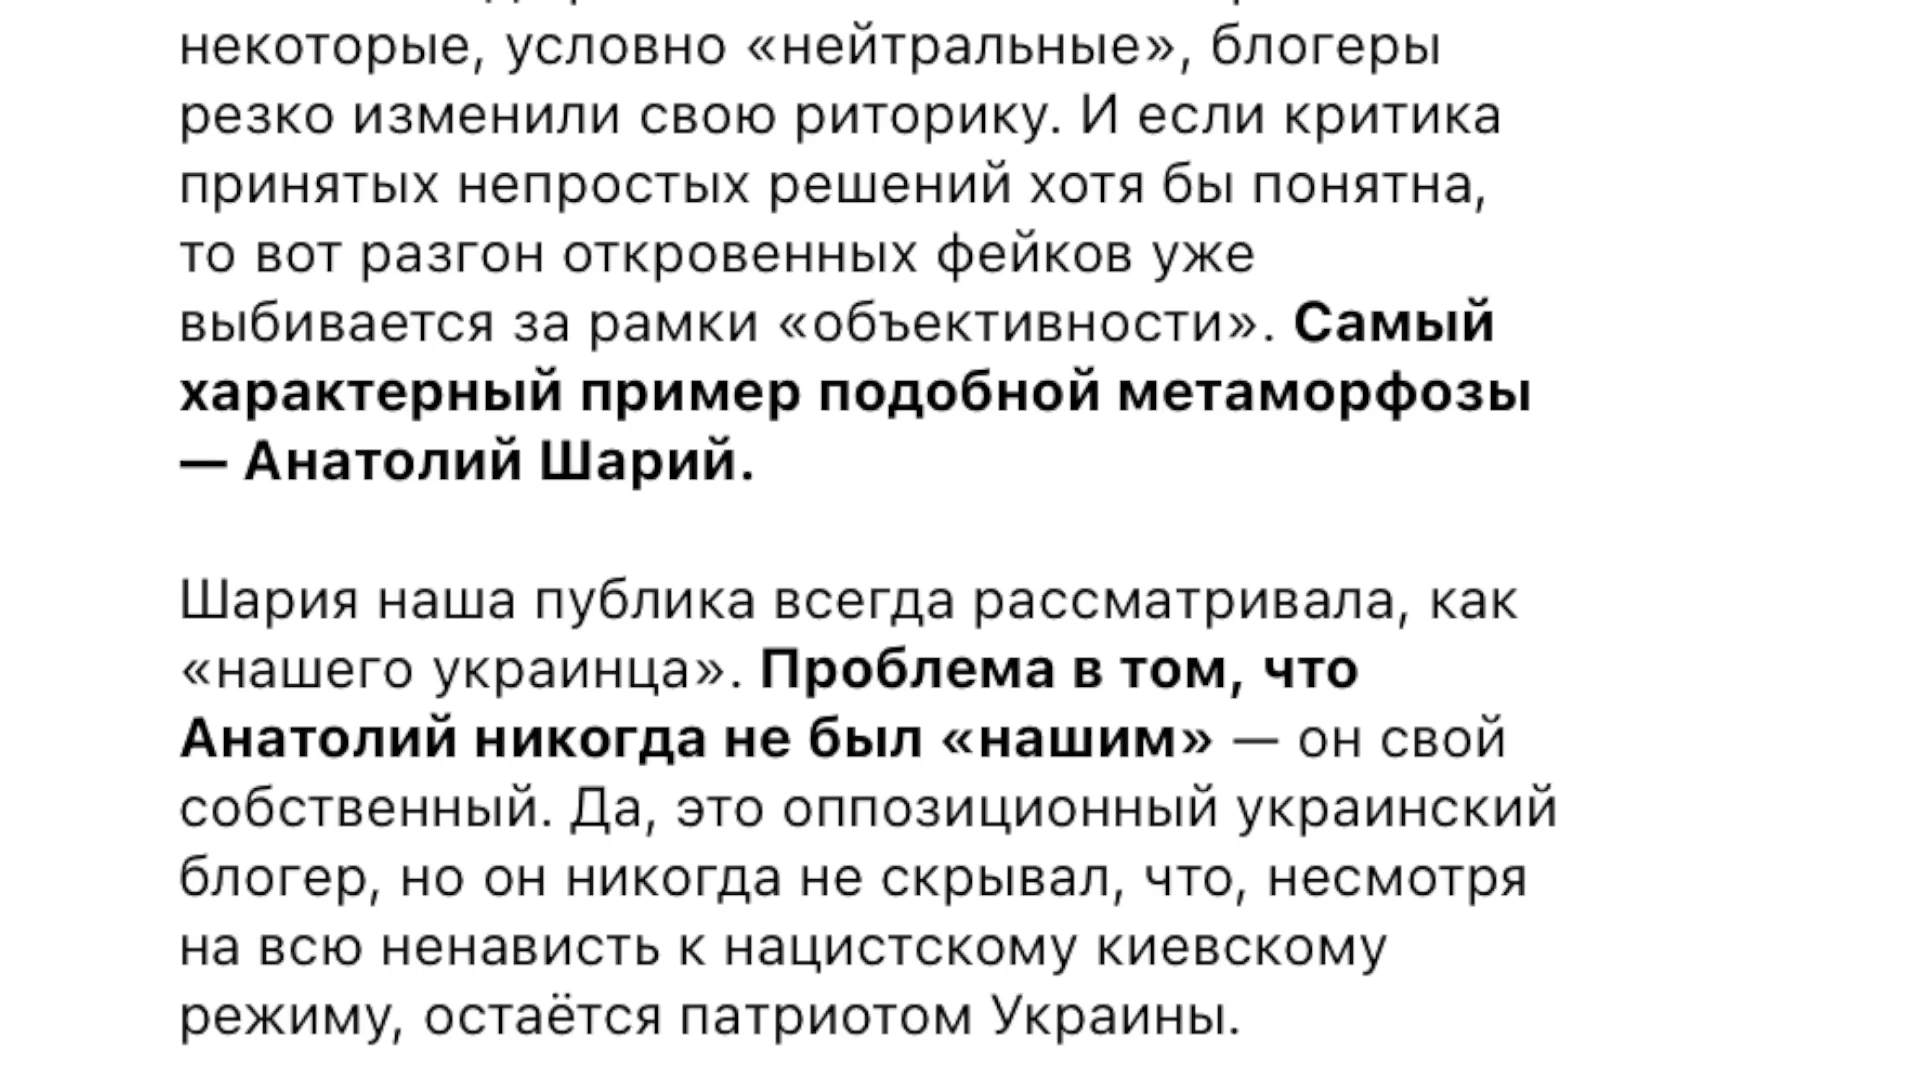 некоторые, условно «нейтральные», блогеры
резко изменили свою риторику. И если критика
принятых непростых решений хотя бы понятна,
то вот разгон откровенных фейков уже
выбивается за рамки «объективности». Самый
характерный пример подобной метаморфозы
— Анатолий Шарий.
Шария наша публика всегда рассматривала, как
«нашего украинца». Проблема в том, что
Анатолий никогда не был «нашим» — он свой
собственный. Да, это оппозиционный украинский
блогер, но он никогда не скрывал, что, несмотря
на всю ненависть к нацистскому киевскому
режиму, остаётся патриотом Украины.